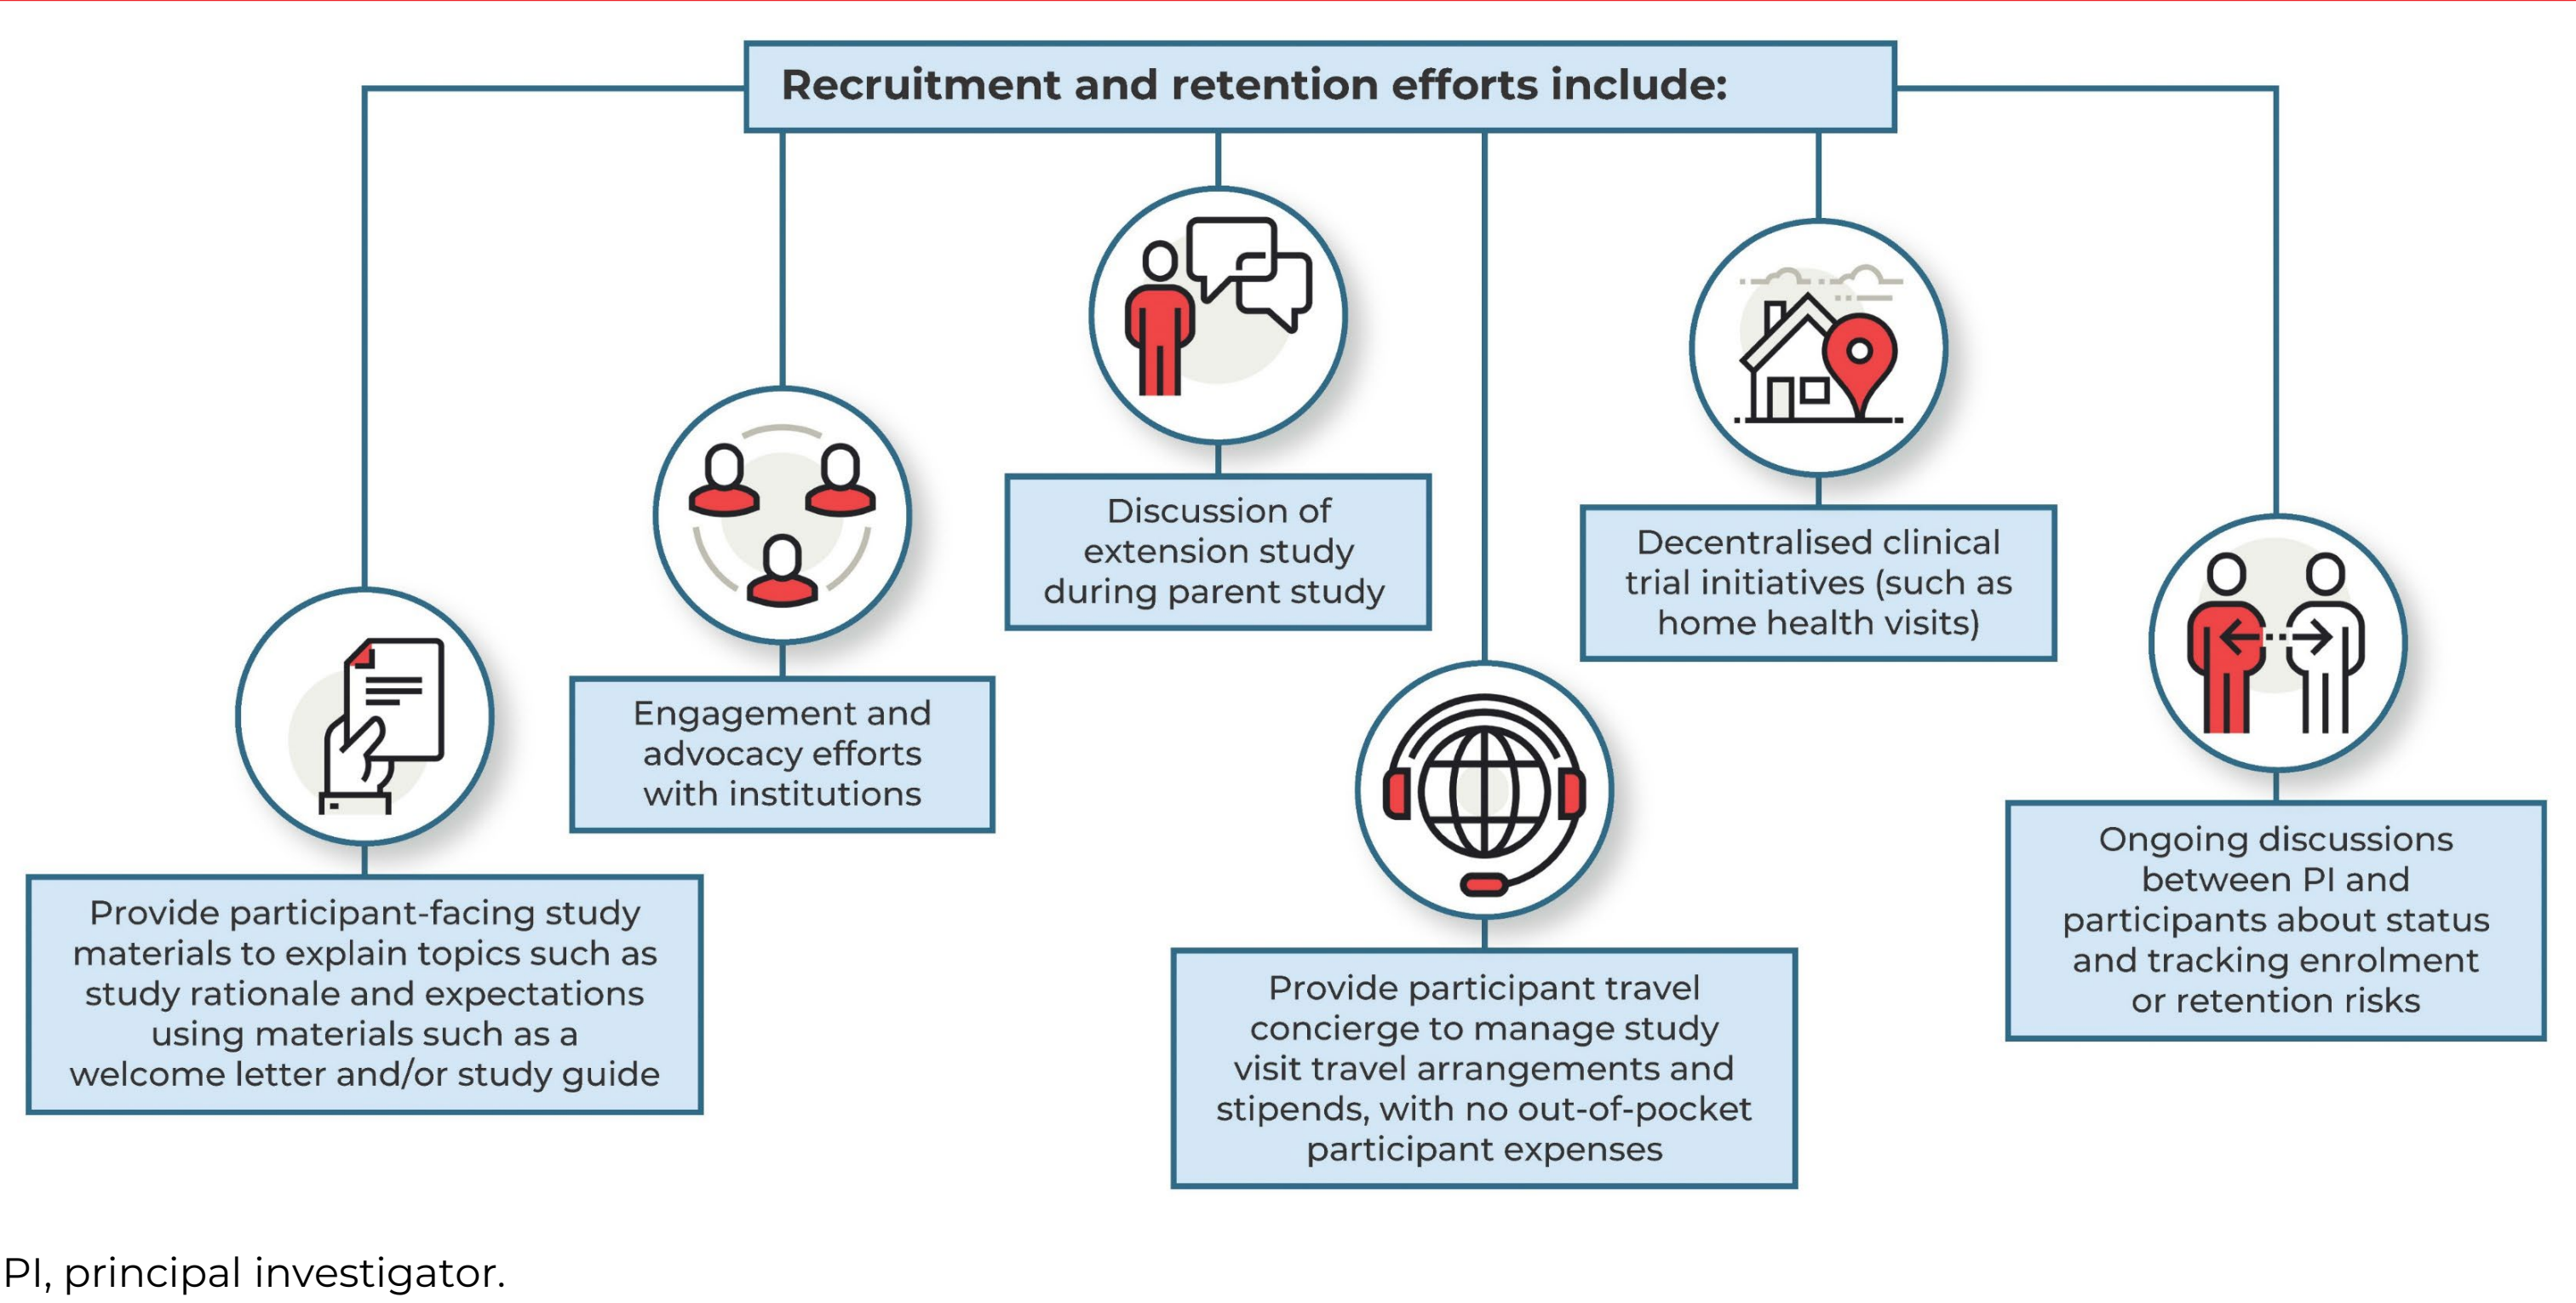 Recruitment and retention efforts include:
Provide participant-facing study
materials to explain topics such as
study rationale and expectations
using materials such as a
welcome letter and/or study guide
Engagement and
advocacy efforts
with institutions
Discussion of
extension study
during parent study
Provide participant travel
concierge to manage study
visit travel arrangements and
stipends, with no out-of-pocket
participant expenses
Decentralised clinical
trial initiatives (such as
home health visits)
Ongoing discussions
between PI and
participants about status
and tracking enrolment
or retention risks
PI, principal investigator.